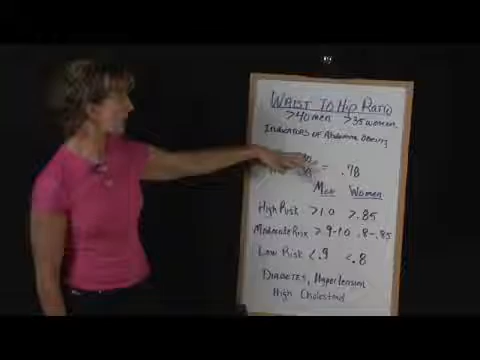 WAIST TO HIP RATIO
>40 men >35 women
INDICATORS OF Abdominal Obesity
= .78
Men Women
High Risk >1.0 >.85
Moderate Risk >.9-1.0 .8-.85
Low Risk <.9 <.8
DIABETES, Hypertension
High Cholesterol